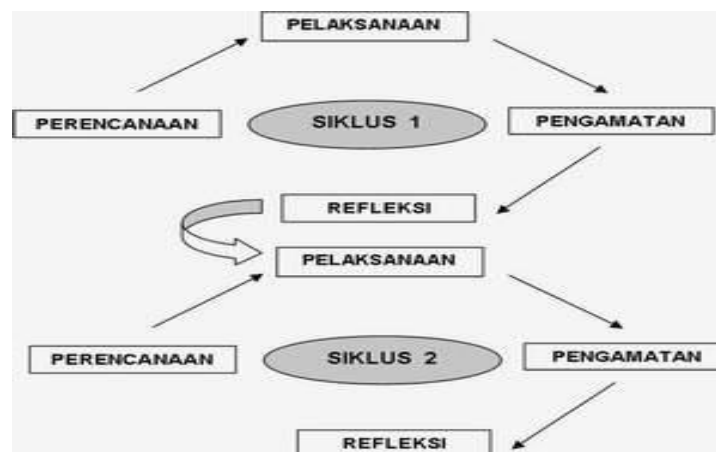 PELAKSANAAN
PERENCANAAN
SIKLUS 1
PENGAMATAN
REFLEKSI
PELAKSANAAN
PERENCANAAN
SIKLUS 2
PENGAMATAN
REFLEKSI